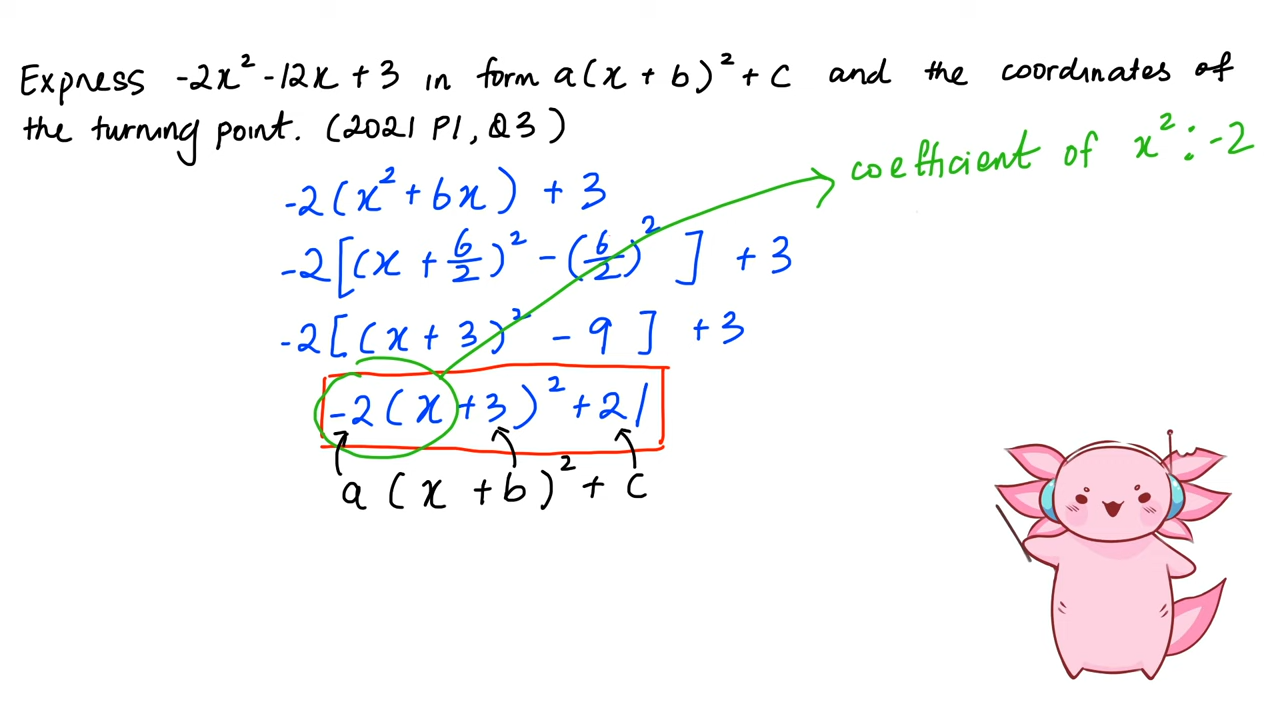 Express -2x² -12x + 3 in form a(x + b)² + c and the coordinates of
the turning point. (2021 P1, Q3)
coefficient of x² : -2
-2(x² + 6x) + 3
-2[(x + 6/2)² - (6/2)² ] + 3
-2[(x + 3)² - 9 ] + 3
-2(x + 3)² + 21
a(x + b)² + c